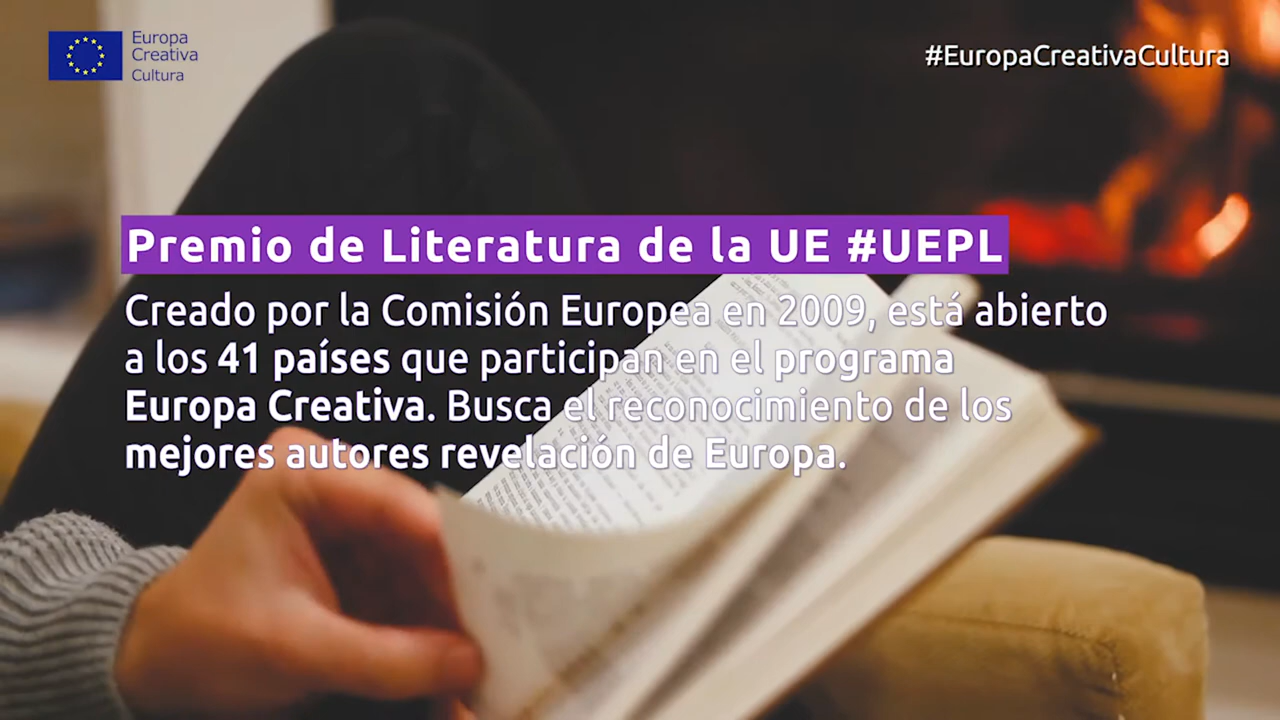 Europa
Creativa
Cultura
#EuropaCreativaCultura
Premio de Literatura de la UE #UEPL
Creado por la Comisión Europea en 2009, está abierto
a los 41 países que participan en el programa
Europa Creativa. Busca el reconocimiento de los
mejores autores revelación de Europa.